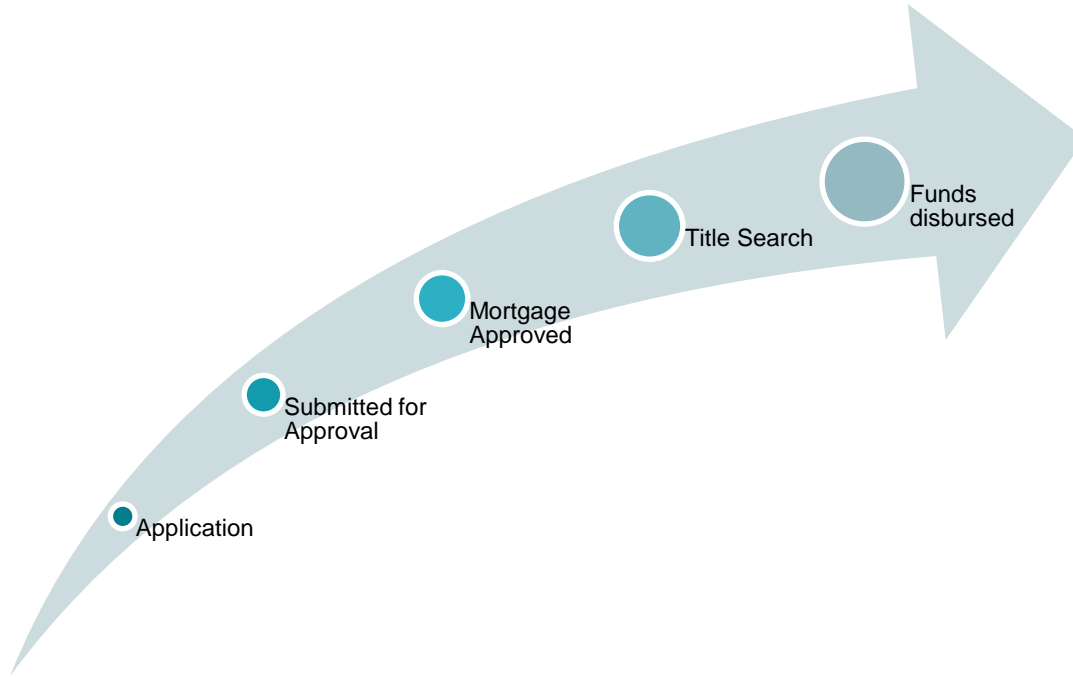 Application
Submitted for
Approval
Mortgage
Approved
Title Search
Funds
disbursed